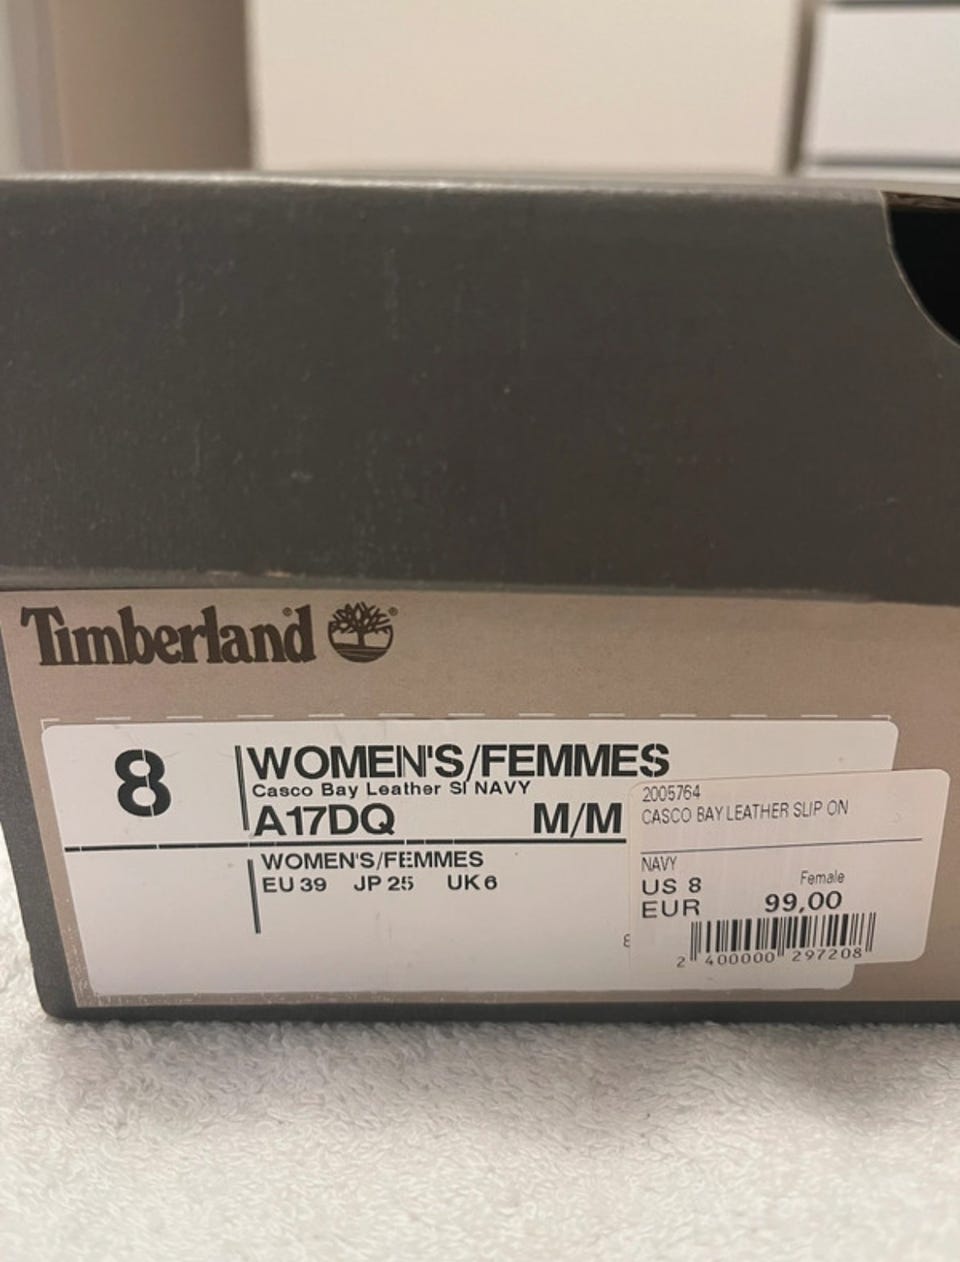 Timberland
8
WOMEN'S/FEMMES
Casco Bay Leather Sl NAVY
A17DQ M/M
WOMEN'S/FEMMES
EU 39 JP 25 UK 6
2005764
CASCO BAY LEATHER SLIP ON
NAVY
US 8 Female
EUR 99,00
2 400000 297208